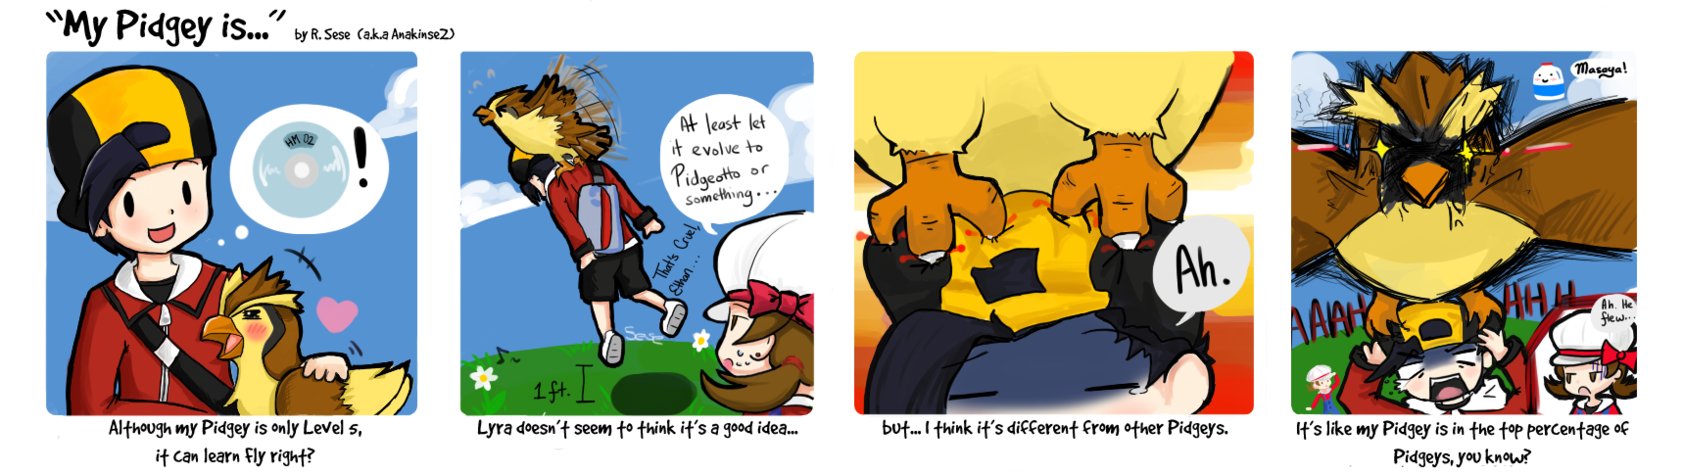 "My Pidgey is..."
by R. Sese (a.k.a AnakinseZ)
HM 02
!
Although my Pidgey is only Level 5,
it can learn fly right?
At least let
it evolve to
Pidgeotto or
something...
That's Cruel,
Ethan...
Sese
1 ft.
Lyra doesn't seem to think it's a good idea...
Ah.
but... I think it's different from other Pidgeys.
Masaya!
AAAH
HHH
Ah. He
flew...
It's like my Pidgey is in the top percentage of
Pidgeys, you know?